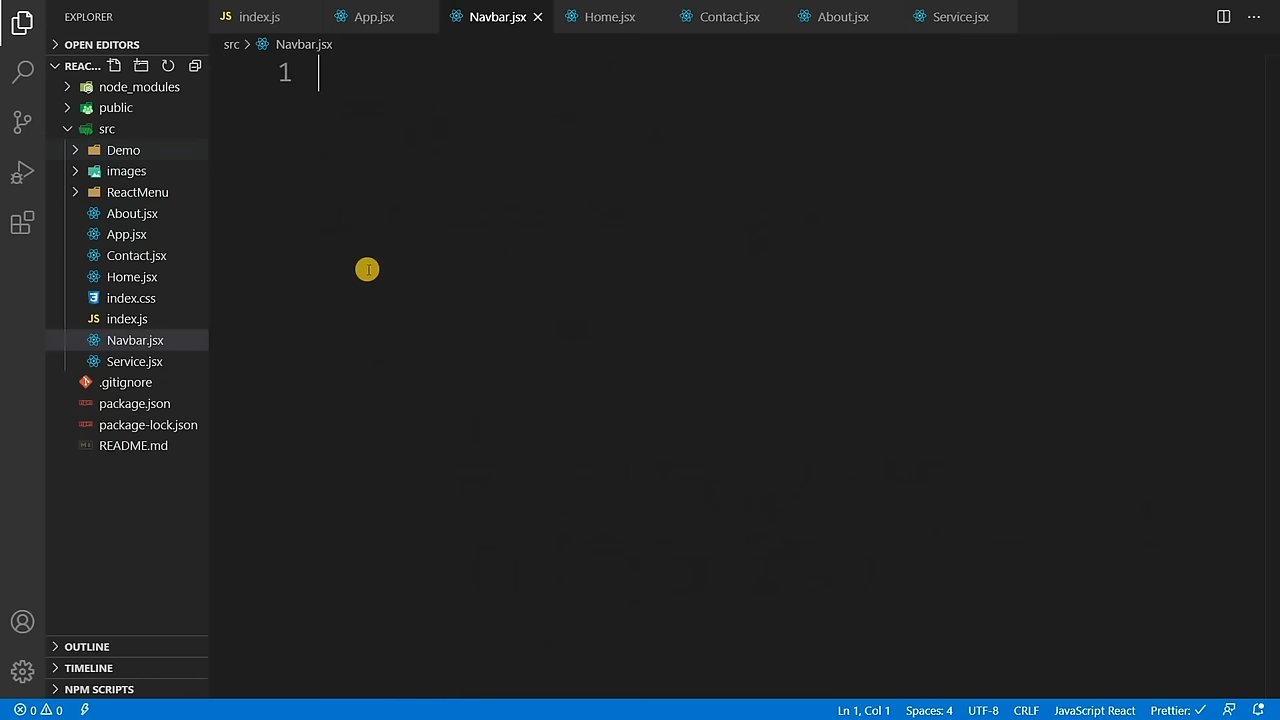 EXPLORER
JS index.js
App.jsx
Navbar.jsx
Home.jsx
Contact.jsx
About.jsx
Service.jsx
OPEN EDITORS
src > Navbar.jsx
REAC...
1
node_modules
public
src
Demo
images
ReactMenu
About.jsx
App.jsx
Contact.jsx
Home.jsx
index.css
JS index.js
Navbar.jsx
Service.jsx
.gitignore
package.json
package-lock.json
README.md
OUTLINE
TIMELINE
NPM SCRIPTS
0 0
Ln 1, Col 1
Spaces: 4
UTF-8
CRLF
JavaScript React
Prettier: ✓